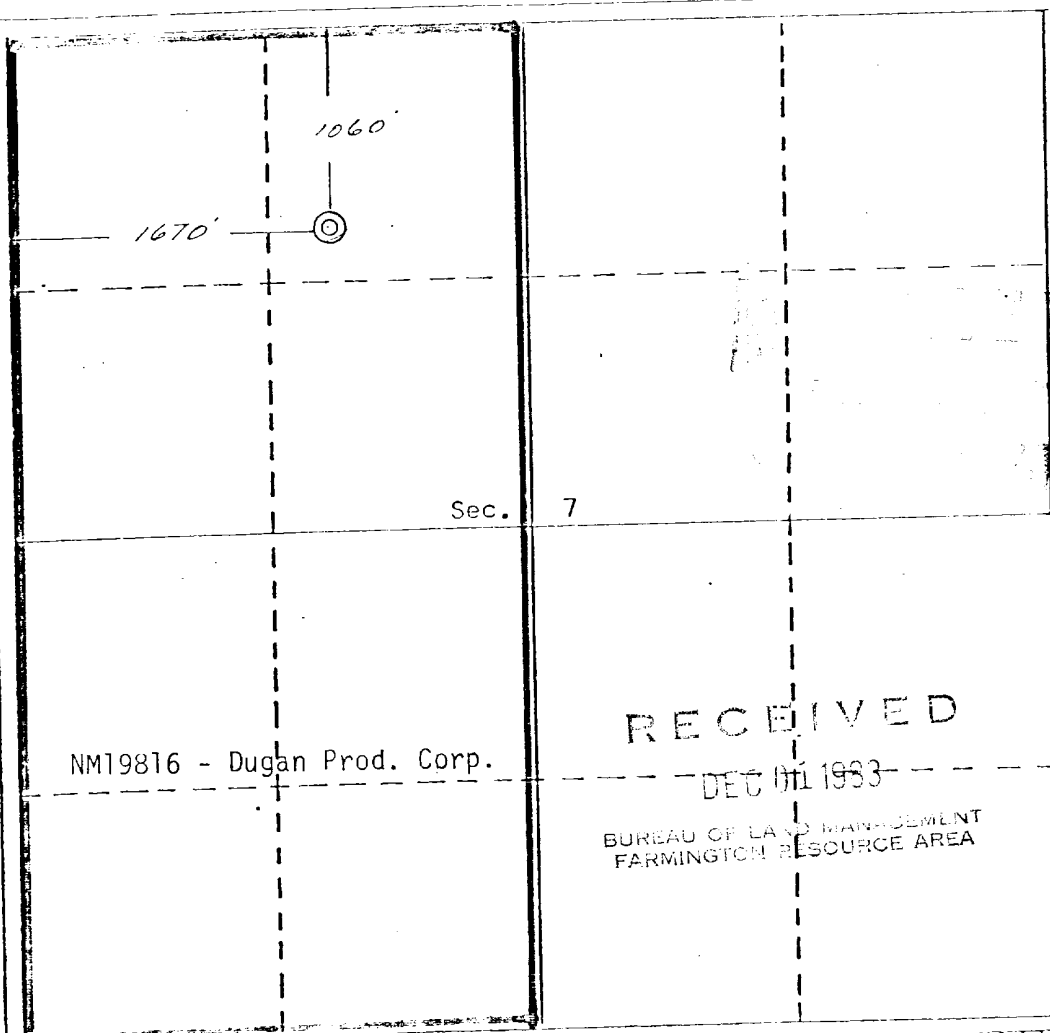 1060'
1670'
Sec. 7
NM19816 - Dugan Prod. Corp.
RECEIVED
DEC 01 1983
BUREAU OF LAND MANAGEMENT
FARMINGTON RESOURCE AREA